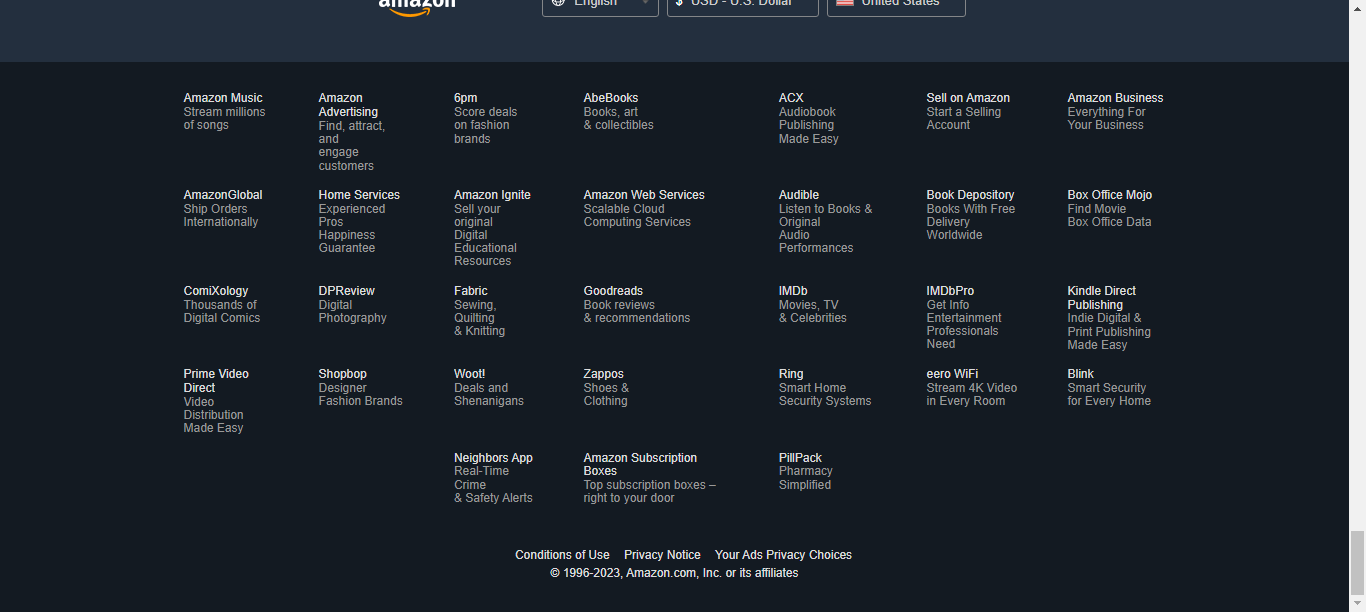 amazon
English
$ USD - U.S. Dollar
United States
Amazon Music
Stream millions
of songs
Amazon
Advertising
Find, attract,
and
engage
customers
6pm
Score deals
on fashion
brands
AbeBooks
Books, art
& collectibles
ACX
Audiobook
Publishing
Made Easy
Sell on Amazon
Start a Selling
Account
Amazon Business
Everything For
Your Business
AmazonGlobal
Ship Orders
Internationally
Home Services
Experienced
Pros
Happiness
Guarantee
Amazon Ignite
Sell your
original
Digital
Educational
Resources
Amazon Web Services
Scalable Cloud
Computing Services
Audible
Listen to Books &
Original
Audio
Performances
Book Depository
Books With Free
Delivery
Worldwide
Box Office Mojo
Find Movie
Box Office Data
ComiXology
Thousands of
Digital Comics
DPReview
Digital
Photography
Fabric
Sewing,
Quilting
& Knitting
Goodreads
Book reviews
& recommendations
IMDb
Movies, TV
& Celebrities
IMDbPro
Get Info
Entertainment
Professionals
Need
Kindle Direct
Publishing
Indie Digital &
Print Publishing
Made Easy
Prime Video
Direct
Video
Distribution
Made Easy
Shopbop
Designer
Fashion Brands
Woot!
Deals and
Shenanigans
Zappos
Shoes &
Clothing
Ring
Smart Home
Security Systems
eero WiFi
Stream 4K Video
in Every Room
Blink
Smart Security
for Every Home
Neighbors App
Real-Time
Crime
& Safety Alerts
Amazon Subscription
Boxes
Top subscription boxes –
right to your door
PillPack
Pharmacy
Simplified
Conditions of Use Privacy Notice Your Ads Privacy Choices
© 1996-2023, Amazon.com, Inc. or its affiliates